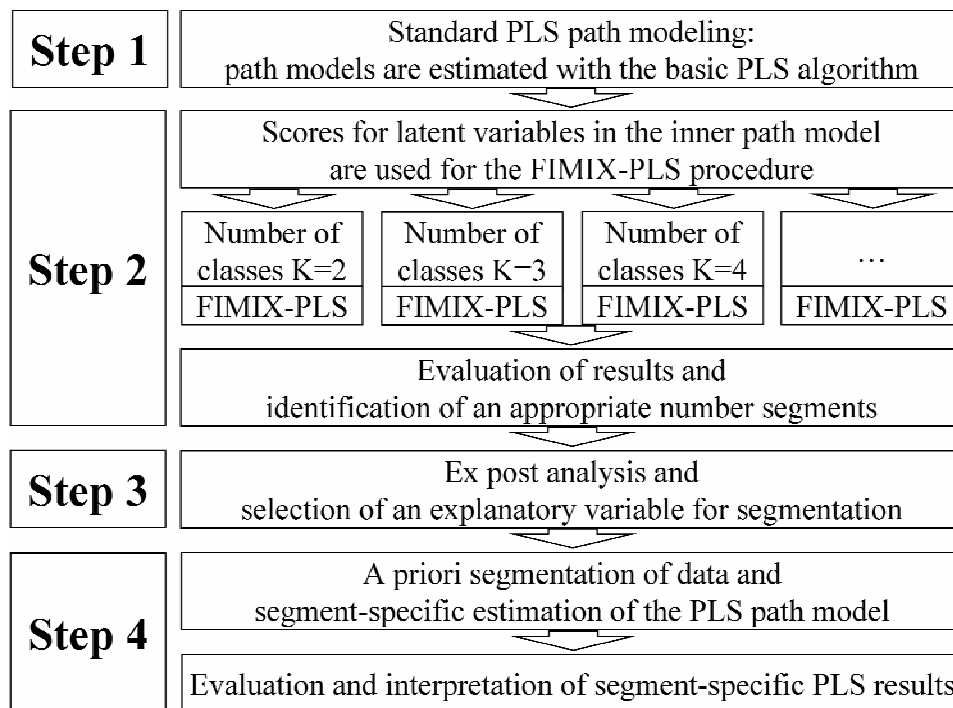 Step 1
Standard PLS path modeling:
path models are estimated with the basic PLS algorithm
Step 2
Scores for latent variables in the inner path model
are used for the FIMIX-PLS procedure
Number of
classes K=2
FIMIX-PLS
Number of
classes K=3
FIMIX-PLS
Number of
classes K=4
FIMIX-PLS
…
FIMIX-PLS
Evaluation of results and
identification of an appropriate number segments
Step 3
Ex post analysis and
selection of an explanatory variable for segmentation
Step 4
A priori segmentation of data and
segment-specific estimation of the PLS path model
Evaluation and interpretation of segment-specific PLS results